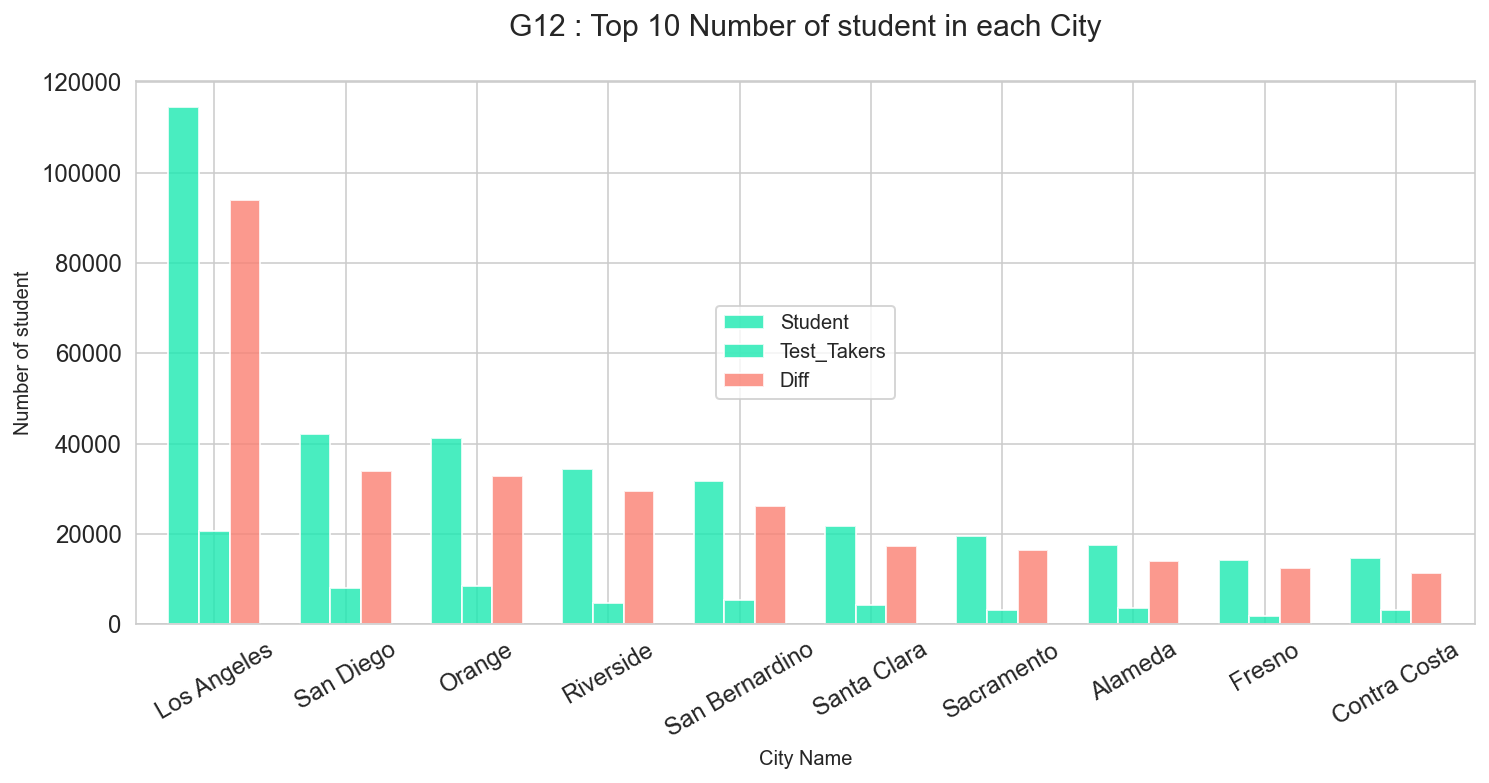 G12 : Top 10 Number of student in each City
120000
100000
80000
60000
40000
20000
0
Number of student
Student
Test_Takers
Diff
Los Angeles
San Diego
Orange
Riverside
San Bernardino
Santa Clara
Sacramento
Alameda
Fresno
Contra Costa
City Name